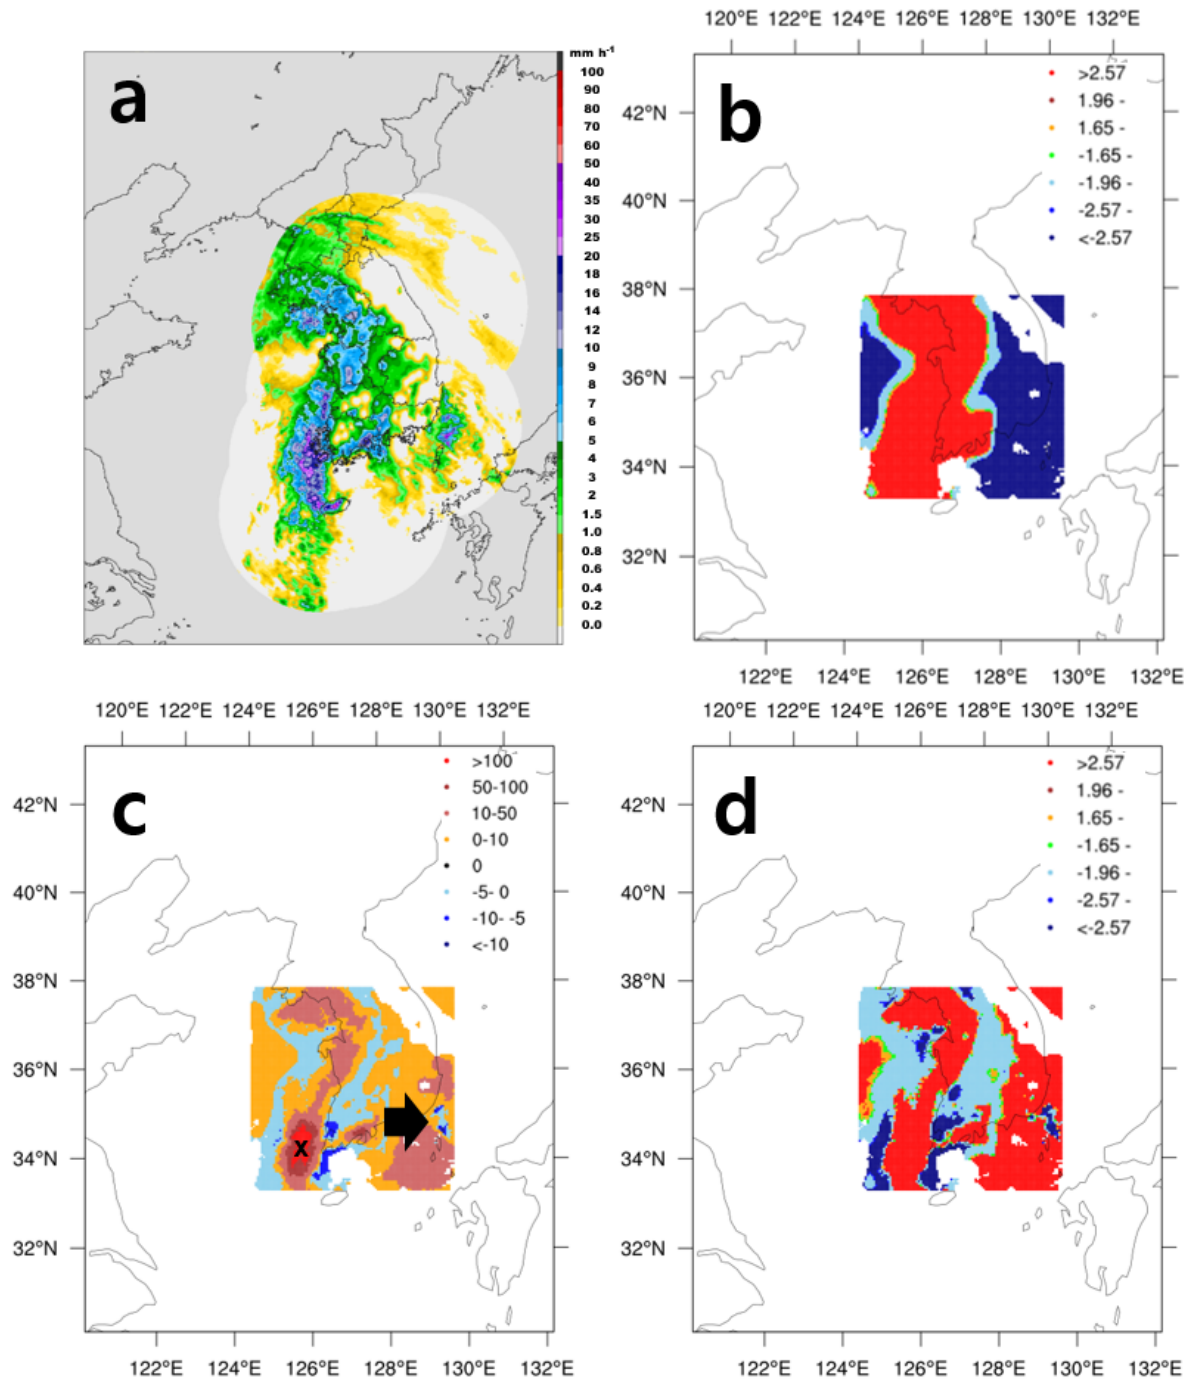 120°E 122°E 124°E 126°E 128°E 130°E 132°E
a
mm h-1
100
90
80
70
60
50
40
35
30
25
20
18
16
14
12
10
9
8
7
6
5
4
3
2
1.5
1.0
0.8
0.6
0.4
0.2
0.0
b
>2.57
1.96 -
1.65 -
-1.65 -
-1.96 -
-2.57 -
<-2.57
42°N
40°N
38°N
36°N
34°N
32°N
122°E 124°E 126°E 128°E 130°E 132°E
120°E 122°E 124°E 126°E 128°E 130°E 132°E
c
>100
50-100
10-50
0-10
0
-5- 0
-10- -5
<-10
42°N
40°N
38°N
36°N
34°N
32°N
x
122°E 124°E 126°E 128°E 130°E 132°E
120°E 122°E 124°E 126°E 128°E 130°E 132°E
d
>2.57
1.96 -
1.65 -
-1.65 -
-1.96 -
-2.57 -
<-2.57
42°N
40°N
38°N
36°N
34°N
32°N
122°E 124°E 126°E 128°E 130°E 132°E